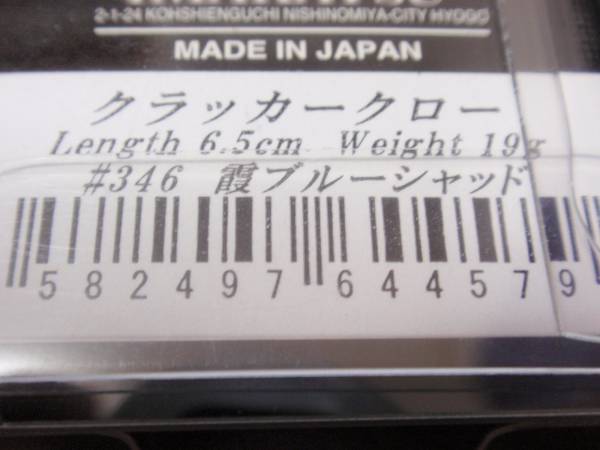 2-1-24 KOHSHIENGUCHI NISHINOMIYA-CITY HYOGO
MADE IN JAPAN
クラッカークロー
Length 6.5cm Weight 19g
#346 霞ブルーシャッド
582497 644579